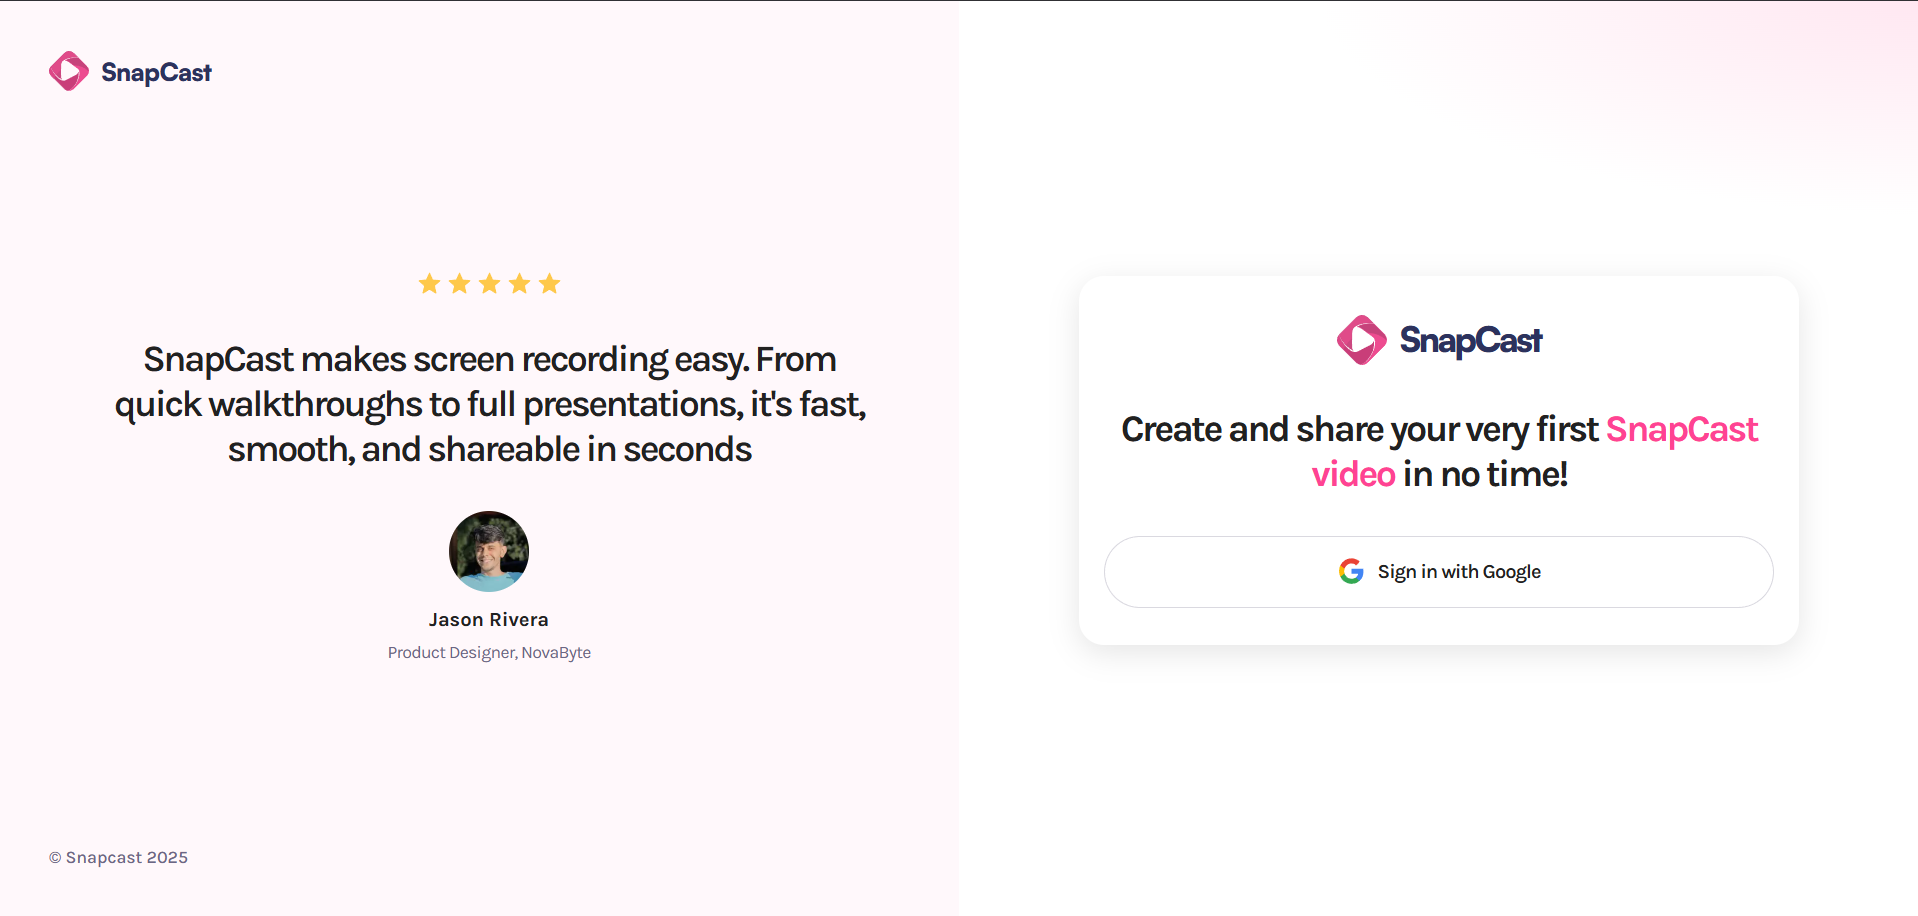 SnapCast
SnapCast makes screen recording easy. From
quick walkthroughs to full presentations, it's fast,
smooth, and shareable in seconds
Jason Rivera
Product Designer, NovaByte
© Snapcast 2025
SnapCast
Create and share your very first SnapCast
video in no time!
Sign in with Google